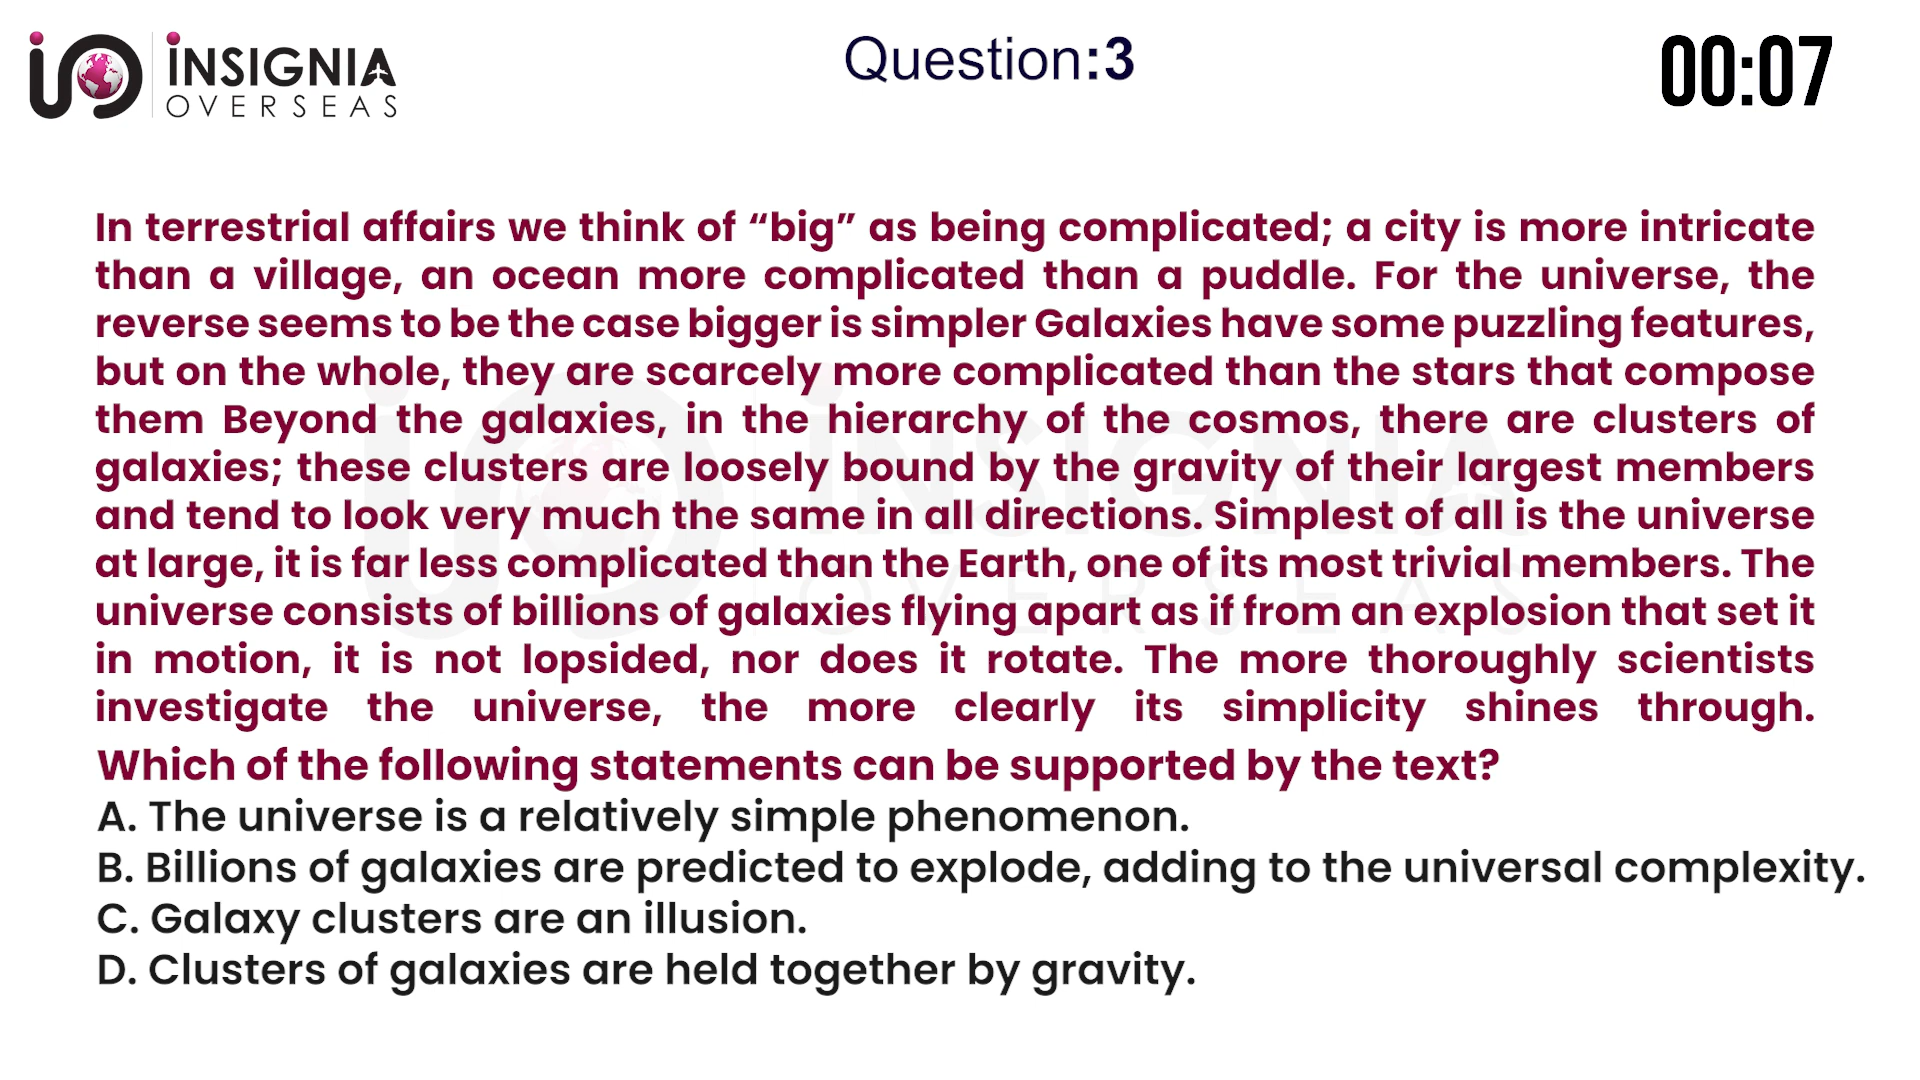 INSIGNIA
OVERSEAS
Question:3
00:07
In terrestrial affairs we think of “big” as being complicated; a city is more intricate
than a village, an ocean more complicated than a puddle. For the universe, the
reverse seems to be the case bigger is simpler Galaxies have some puzzling features,
but on the whole, they are scarcely more complicated than the stars that compose
them Beyond the galaxies, in the hierarchy of the cosmos, there are clusters of
galaxies; these clusters are loosely bound by the gravity of their largest members
and tend to look very much the same in all directions. Simplest of all is the universe
at large, it is far less complicated than the Earth, one of its most trivial members. The
universe consists of billions of galaxies flying apart as if from an explosion that set it
in motion, it is not lopsided, nor does it rotate. The more thoroughly scientists
investigate the universe, the more clearly its simplicity shines through.
Which of the following statements can be supported by the text?
A. The universe is a relatively simple phenomenon.
B. Billions of galaxies are predicted to explode, adding to the universal complexity.
C. Galaxy clusters are an illusion.
D. Clusters of galaxies are held together by gravity.